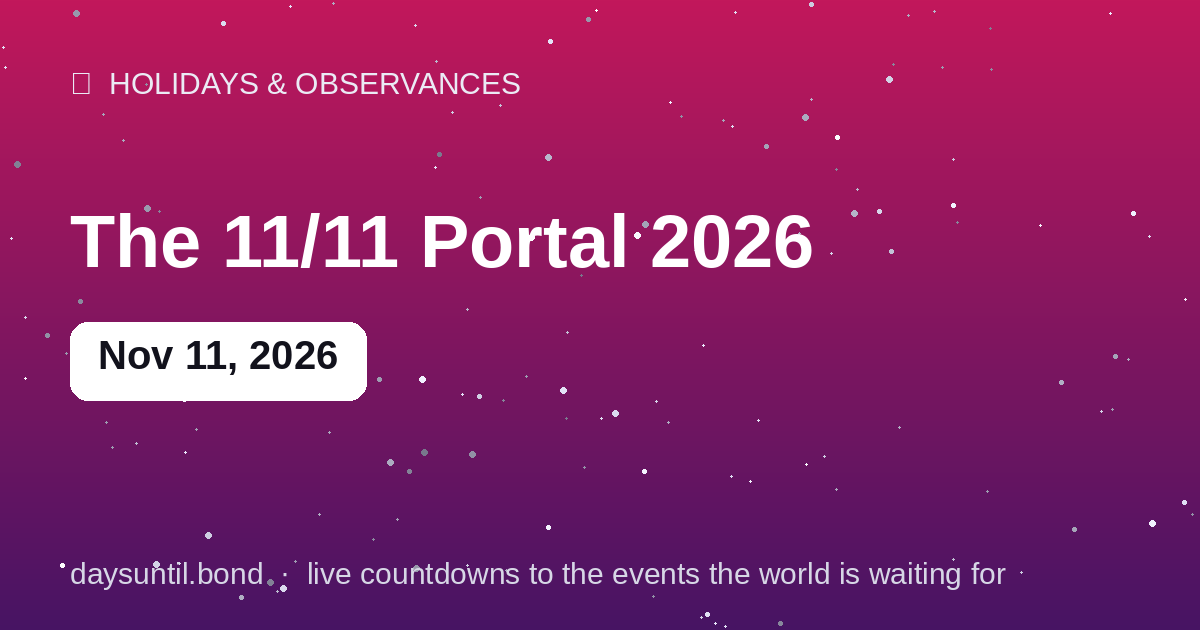 HOLIDAYS & OBSERVANCES
The 11/11 Portal 2026
Nov 11, 2026
daysuntil.bond · live countdowns to the events the world is waiting for